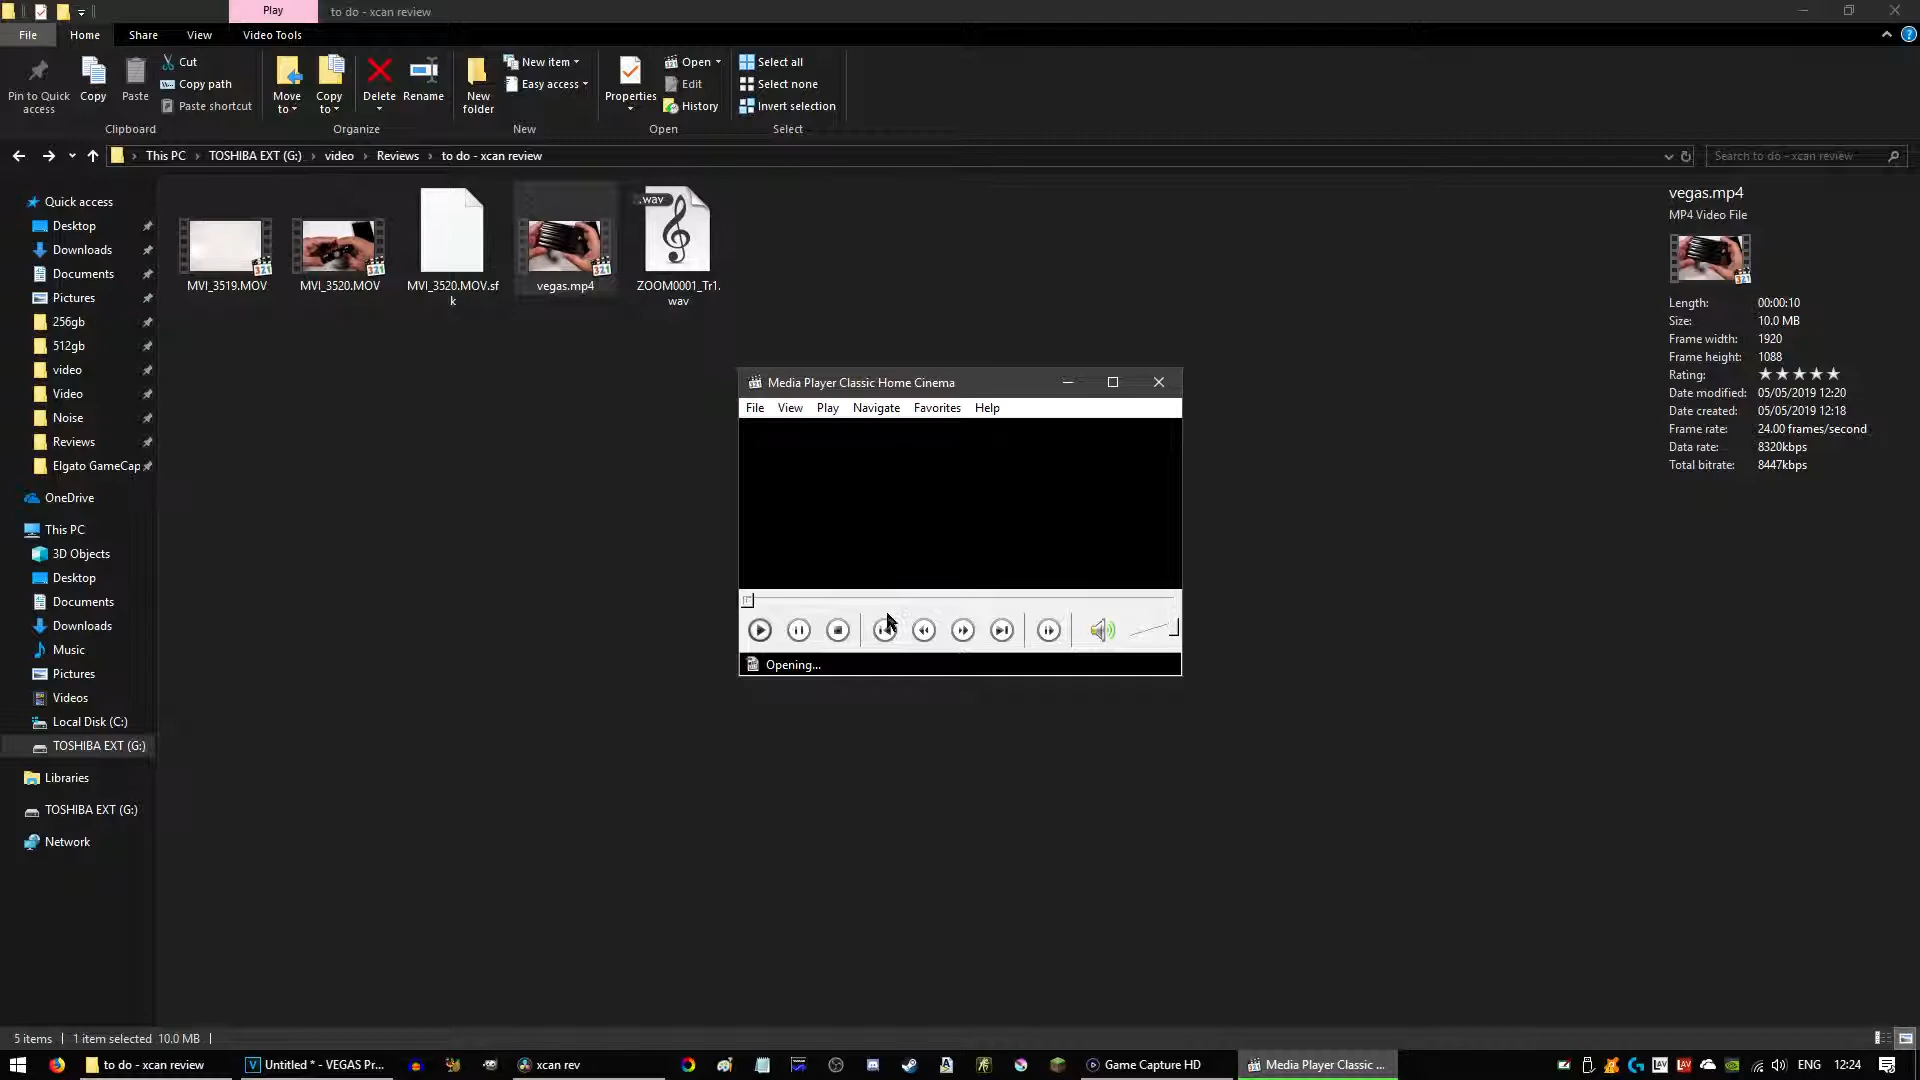 Play
to do - xcan review
File
Home
Share
View
Video Tools
Pin to Quick
access
Copy
Paste
Cut
Copy path
Paste shortcut
Clipboard
Move
to
Copy
to
Delete
Rename
Organize
New
folder
New item
Easy access
New
Properties
Open
Edit
History
Open
Select all
Select none
Invert selection
Select
This PC
TOSHIBA EXT (G:)
video
Reviews
to do - xcan review
Search to do - xcan review
Quick access
Desktop
Downloads
Documents
Pictures
256gb
512gb
video
Video
Noise
Reviews
Elgato GameCap
OneDrive
This PC
3D Objects
Desktop
Documents
Downloads
Music
Pictures
Videos
Local Disk (C:)
TOSHIBA EXT (G:)
Libraries
TOSHIBA EXT (G:)
Network
321
MVI_3519.MOV
321
MVI_3520.MOV
MVI_3520.MOV.sf
k
321
vegas.mp4
.wav
ZOOM0001_Tr1.
wav
Media Player Classic Home Cinema
File View Play Navigate Favorites Help
Opening...
vegas.mp4
MP4 Video File
321
Length: 00:00:10
Size: 10.0 MB
Frame width: 1920
Frame height: 1088
Rating:
Date modified: 05/05/2019 12:20
Date created: 05/05/2019 12:18
Frame rate: 24.00 frames/second
Data rate: 8320kbps
Total bitrate: 8447kbps
5 items
1 item selected 10.0 MB
to do - xcan review
Untitled * - VEGAS Pr...
xcan rev
Game Capture HD
Media Player Classic ...
LAV
LAV
ENG
12:24